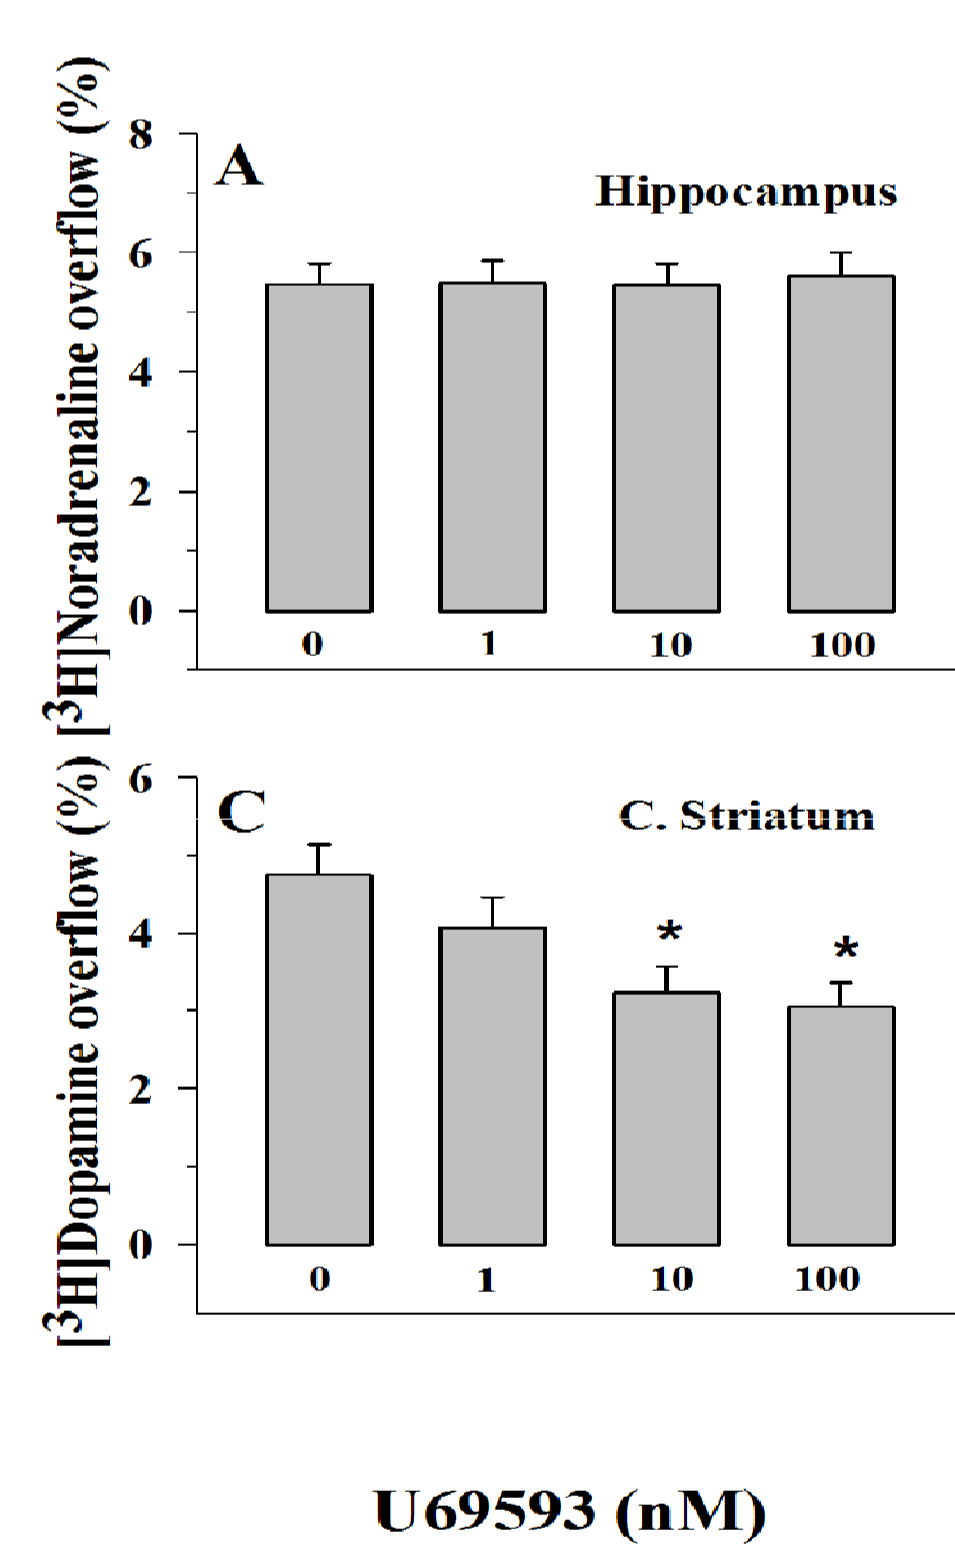 [3H]Noradrenaline overflow (%)
8
6
4
2
0
A
Hippocampus
0 1 10 100
[3H]Dopamine overflow (%)
6
4
2
0
C
C. Striatum
*
*
0 1 10 100
U69593 (nM)